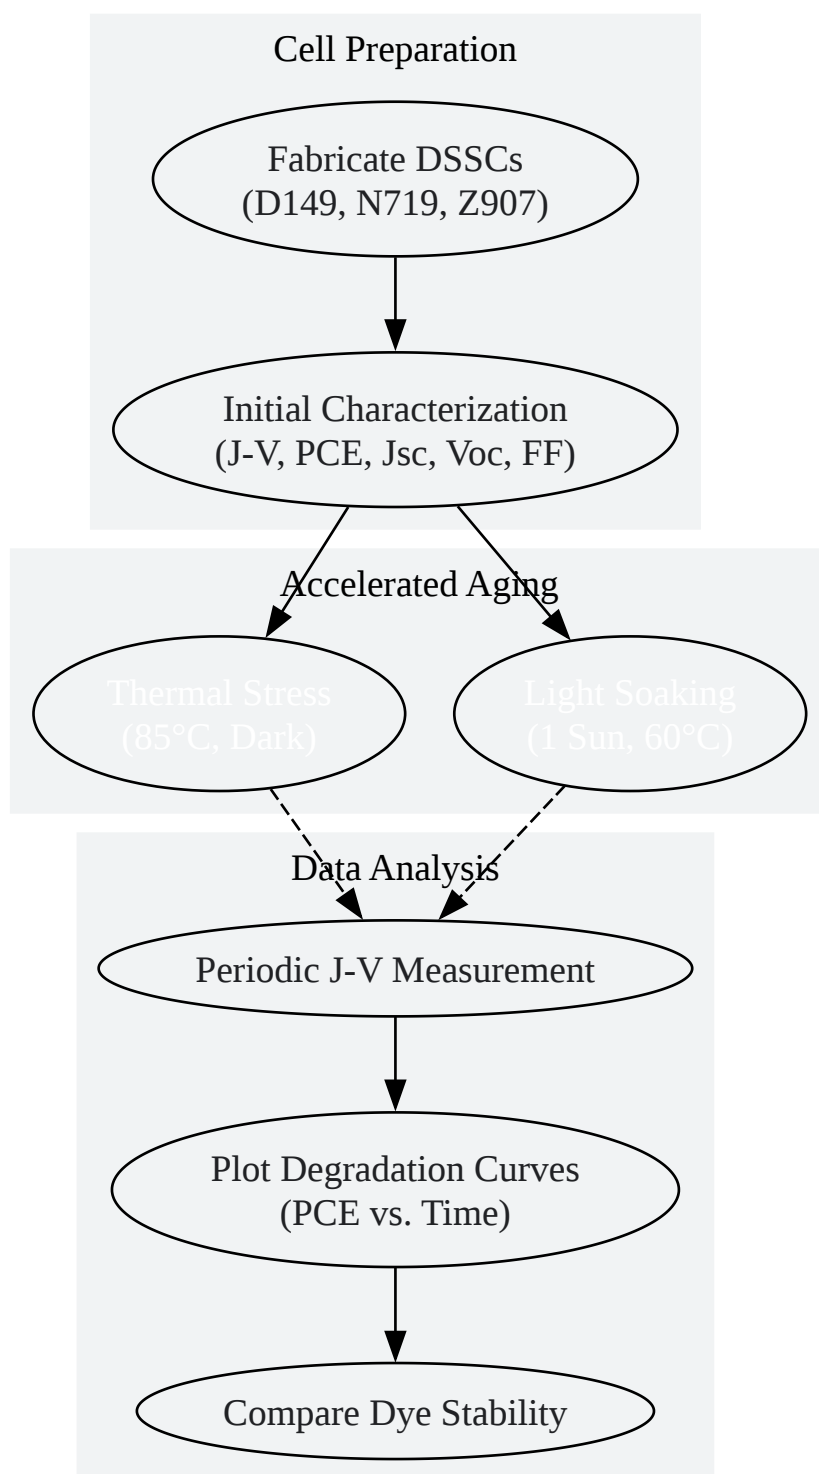 Cell Preparation
Fabricate DSSCs
(D149, N719, Z907)
Initial Characterization
(J-V, PCE, Jsc, Voc, FF)
Accelerated Aging
Thermal Stress
(85°C, Dark)
Light Soaking
(1 Sun, 60°C)
Data Analysis
Periodic J-V Measurement
Plot Degradation Curves
(PCE vs. Time)
Compare Dye Stability